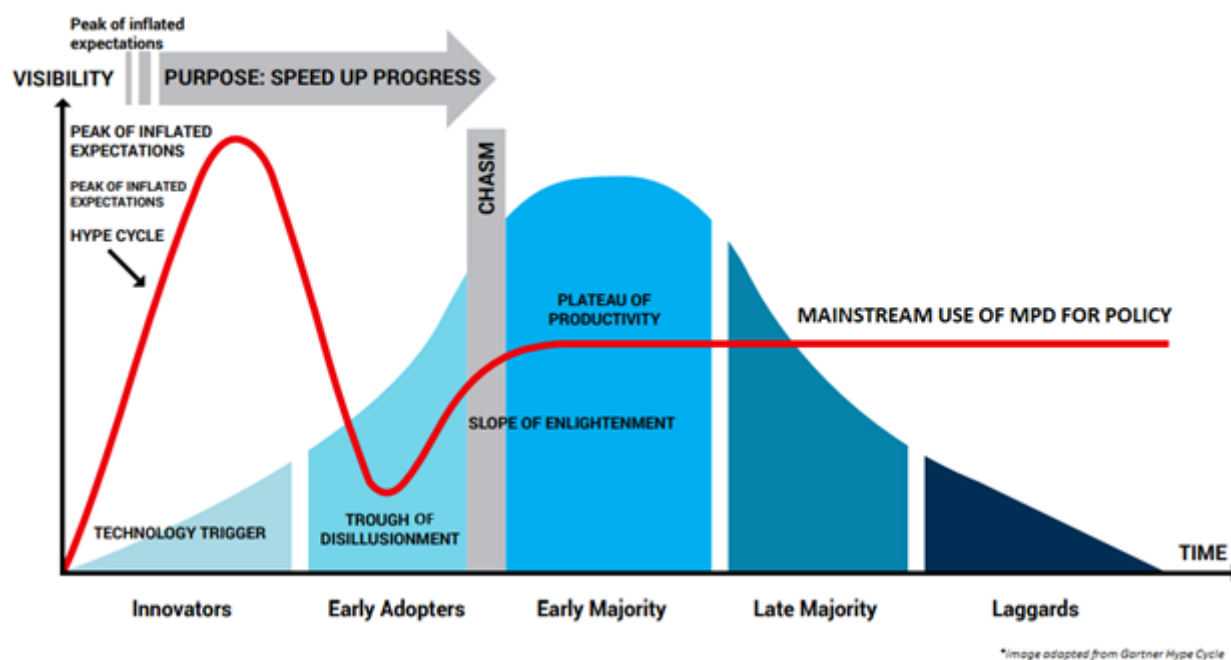 Peak of inflated
expectations
VISIBILITY
PURPOSE: SPEED UP PROGRESS
PEAK OF INFLATED
EXPECTATIONS
PEAK OF INFLATED
EXPECTATIONS
HYPE CYCLE
CHASM
PLATEAU OF
PRODUCTIVITY
MAINSTREAM USE OF MPD FOR POLICY
SLOPE OF ENLIGHTENMENT
TECHNOLOGY TRIGGER
TROUGH OF
DISILLUSIONMENT
TIME
Innovators
Early Adopters
Early Majority
Late Majority
Laggards
*Image adapted from Gartner Hype Cycle